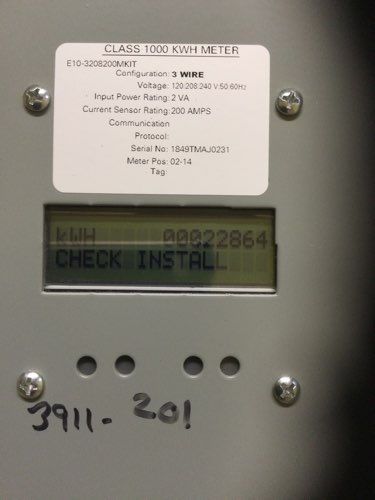 CLASS 1000 KWH METER
E10-3208200MKIT
Configuration: 3 WIRE
Voltage: 120:208:240 V:50:60Hz
Input Power Rating: 2 VA
Current Sensor Rating: 200 AMPS
Communication
Protocol:
Serial No: 1849TMAJ0231
Meter Pos: 02-14
Tag:
kWH 00022864
CHECK INSTALL
3911- 201